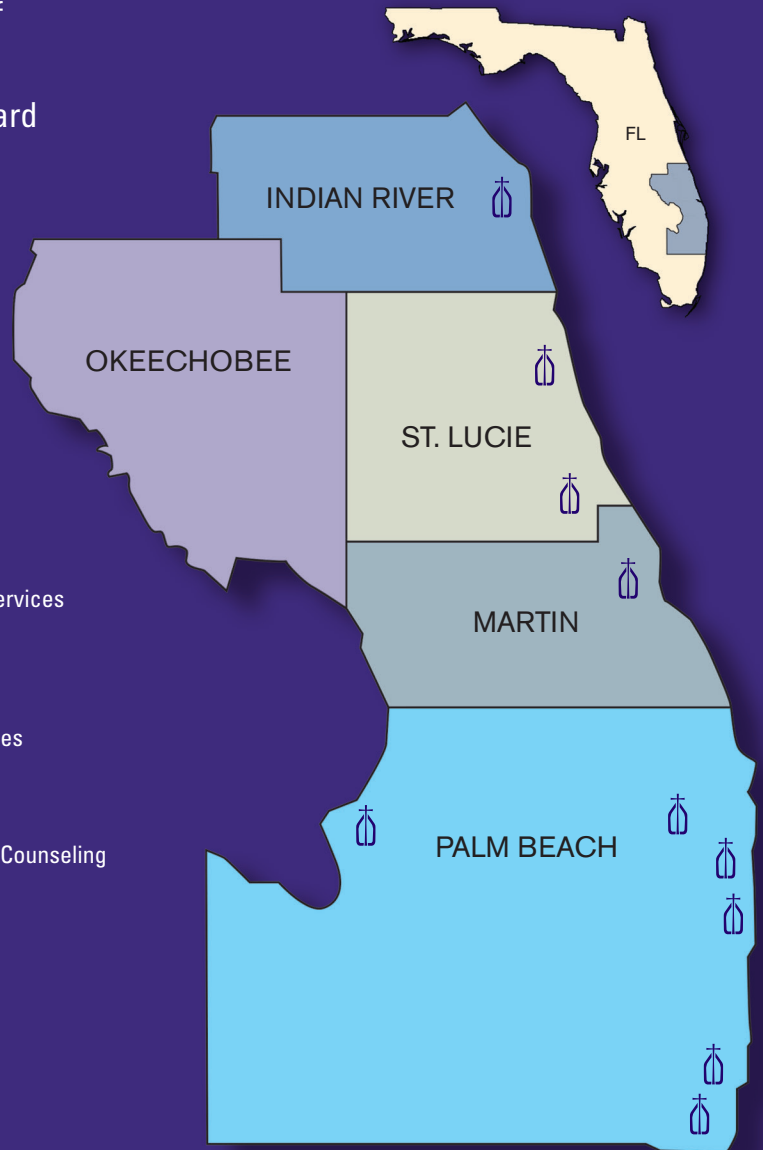 ard
FL
INDIAN RIVER
OKEECHOBEE
ST. LUCIE
ervices
MARTIN
es
PALM BEACH
Counseling